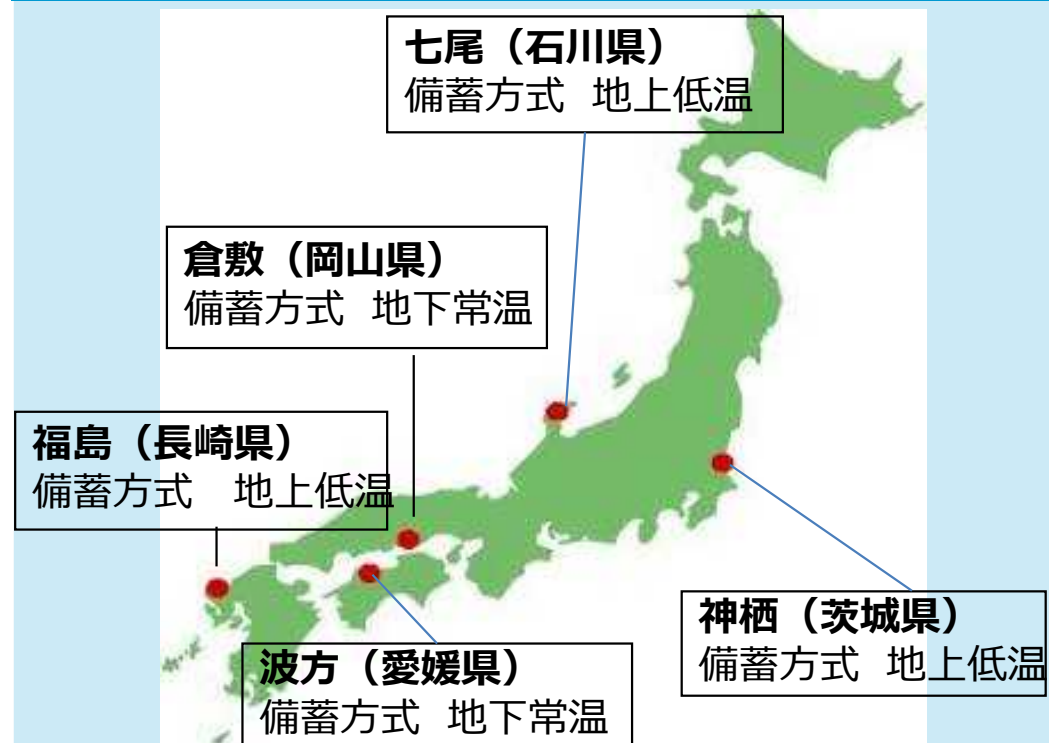 七尾（石川県）
備蓄方式 地上低温
倉敷（岡山県）
備蓄方式 地下常温
福島（長崎県）
備蓄方式　地上低温
神栖（茨城県）
備蓄方式 地上低温
波方（愛媛県）
備蓄方式 地下常温